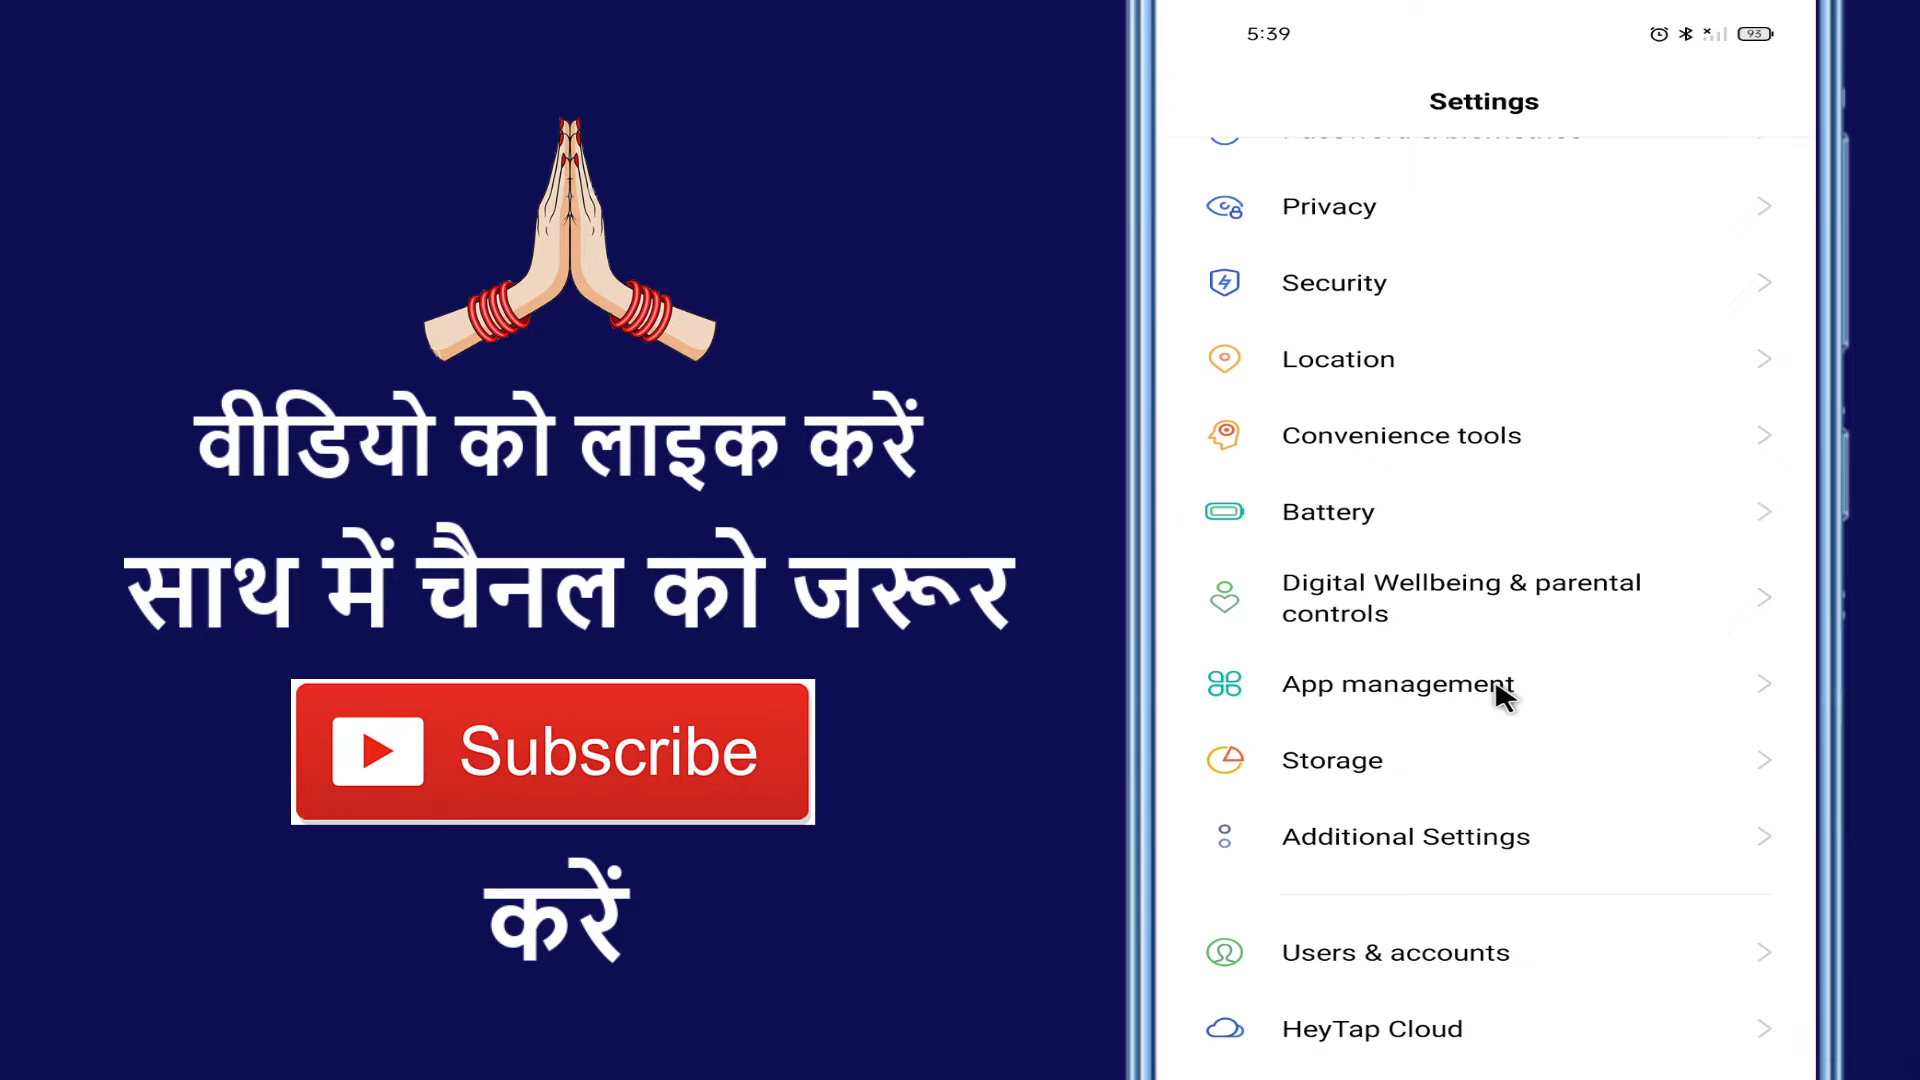 वीडियो को लाइक करें
साथ में चैनल को जरूर
Subscribe
करें
5:39
93
Settings
Privacy
Security
Location
Convenience tools
Battery
Digital Wellbeing & parental
controls
App management
Storage
Additional Settings
Users & accounts
HeyTap Cloud